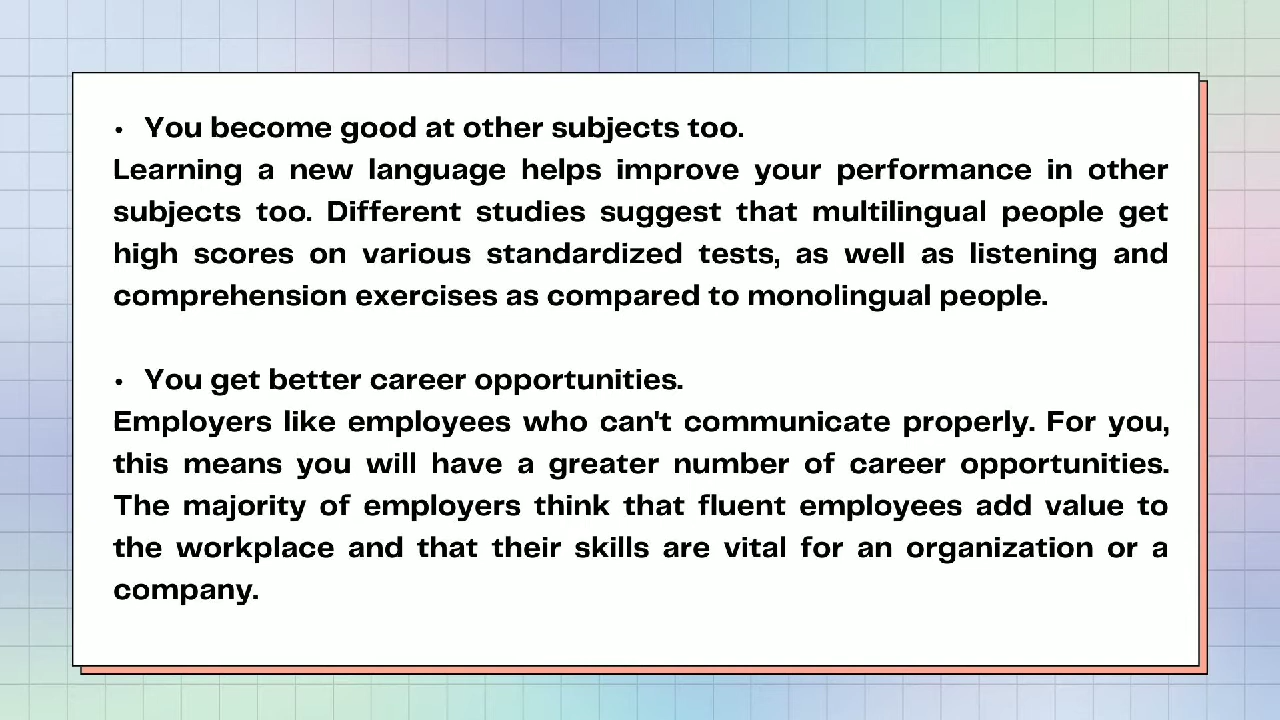 • You become good at other subjects too.
Learning a new language helps improve your performance in other
subjects too. Different studies suggest that multilingual people get
high scores on various standardized tests, as well as listening and
comprehension exercises as compared to monolingual people.
• You get better career opportunities.
Employers like employees who can't communicate properly. For you,
this means you will have a greater number of career opportunities.
The majority of employers think that fluent employees add value to
the workplace and that their skills are vital for an organization or a
company.